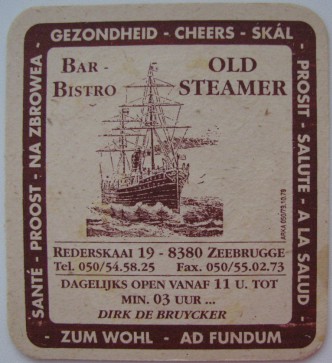 GEZONDHEID - CHEERS - SKÁL -
PROSIT - SALUTE - A LA SALUD -
ZUM WOHL - AD FUNDUM -
SANTÉ - PROOST - NA ZBROWEA -
BAR - BISTRO
OLD STEAMER
REDERSKAAI 19 - 8380 ZEEBRUGGE
Tel. 050/54.58.25 Fax. 050/55.02.73
DAGELIJKS OPEN VANAF 11 U. TOT
MIN. 03 UUR ...
DIRK DE BRUYCKER